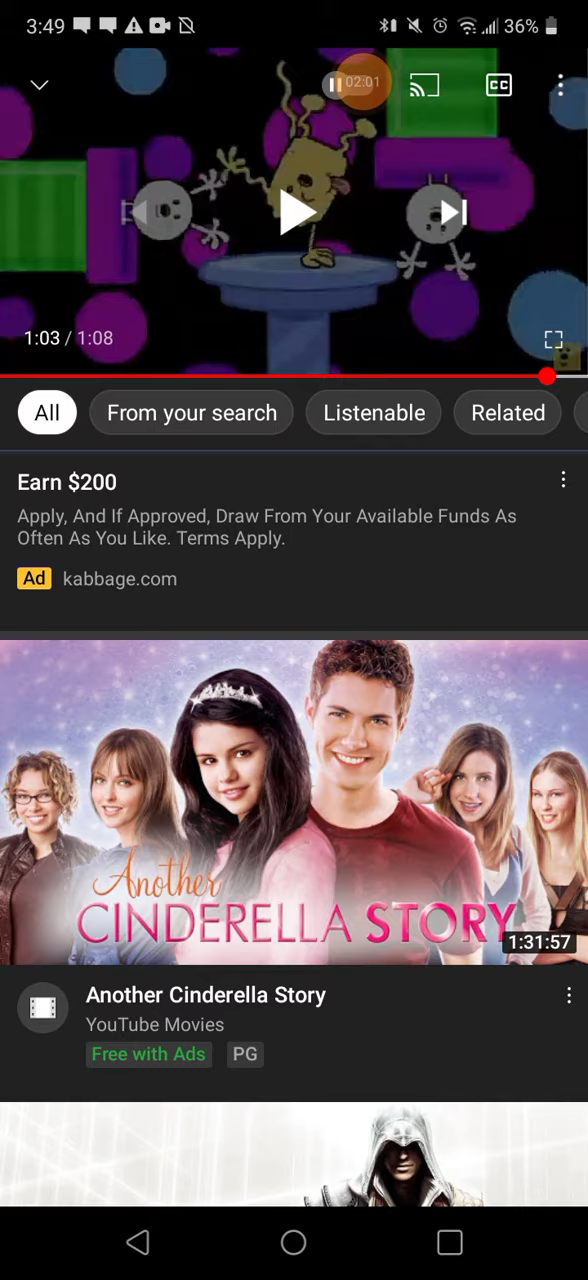 3:49
36%
02:01
CC
1:03 / 1:08
All
From your search
Listenable
Related
Earn $200
Apply, And If Approved, Draw From Your Available Funds As
Often As You Like. Terms Apply.
Ad kabbage.com
Another
CINDERELLA STORY
1:31:57
Another Cinderella Story
YouTube Movies
Free with Ads PG